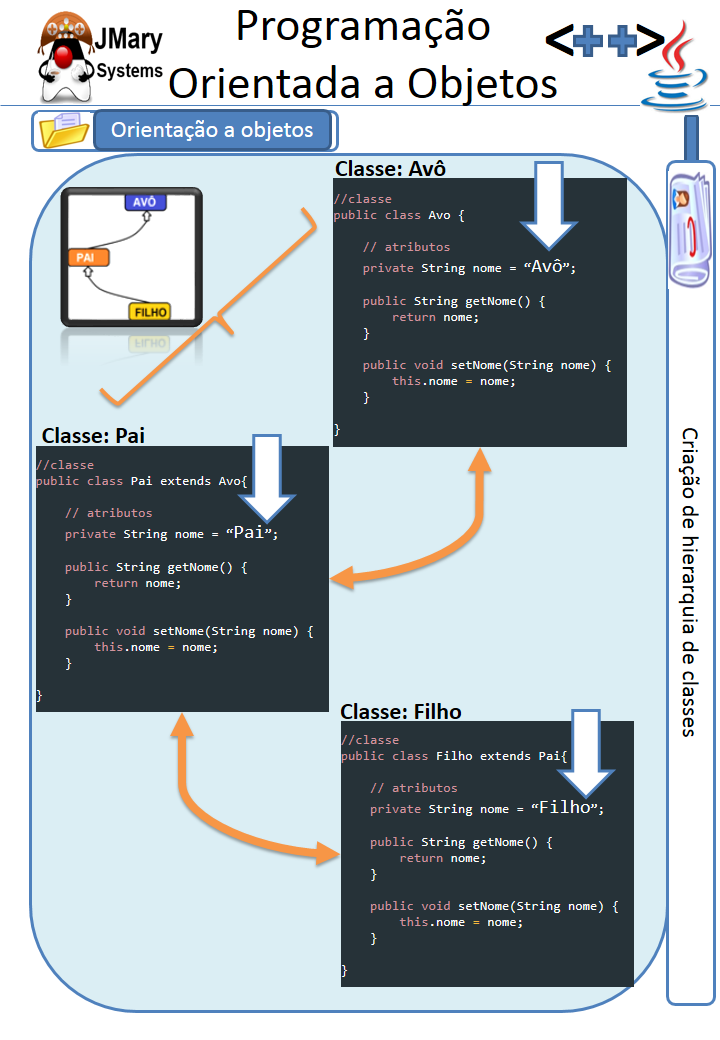 JMary
Systems
Programação
Orientada a Objetos
<++>
Orientação a objetos
AVÔ
PAI
FILHO
Classe: Avô
//classe
public class Avo {
// atributos
private String nome = “Avô”;
public String getNome() {
return nome;
}
public void setNome(String nome) {
this.nome = nome;
}
}
Classe: Pai
//classe
public class Pai extends Avo{
// atributos
private String nome = “Pai”;
public String getNome() {
return nome;
}
public void setNome(String nome) {
this.nome = nome;
}
}
Classe: Filho
//classe
public class Filho extends Pai{
// atributos
private String nome = “Filho”;
public String getNome() {
return nome;
}
public void setNome(String nome) {
this.nome = nome;
}
}
Criação de hierarquia de classes